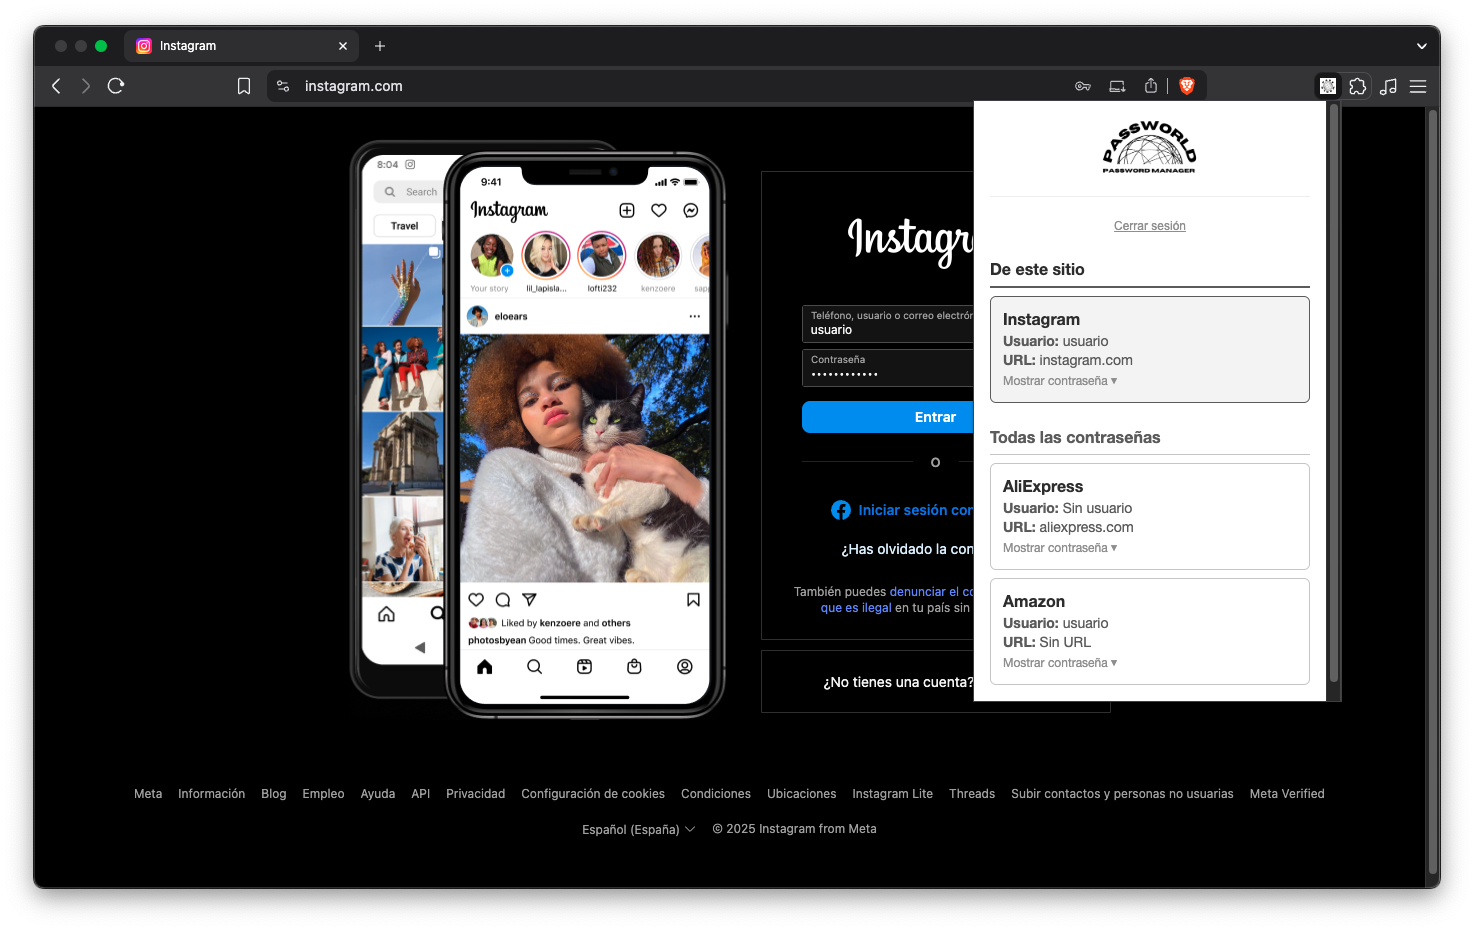 Instagram
instagram.com
8:04
Search
Travel
9:41
Instagram
Your story
lil_lapisla...
lofti232
kenzoere
sapp
eloears
Liked by kenzoere and others
photosbyean Good times. Great vibes.
Teléfono, usuario o correo electrón
usuario
Contraseña
••••••••••••
Entrar
O
Iniciar sesión con
¿Has olvidado la con
También puedes denunciar el co
que es ilegal en tu país sin
¿No tienes una cuenta?
PASSWORLD
PASSWORD MANAGER
Cerrar sesión
De este sitio
Instagram
Usuario: usuario
URL: instagram.com
Mostrar contraseña ▾
Todas las contraseñas
AliExpress
Usuario: Sin usuario
URL: aliexpress.com
Mostrar contraseña ▾
Amazon
Usuario: usuario
URL: Sin URL
Mostrar contraseña ▾
Meta Información Blog Empleo Ayuda API Privacidad Configuración de cookies Condiciones Ubicaciones Instagram Lite Threads Subir contactos y personas no usuarias Meta Verified
Español (España) © 2025 Instagram from Meta